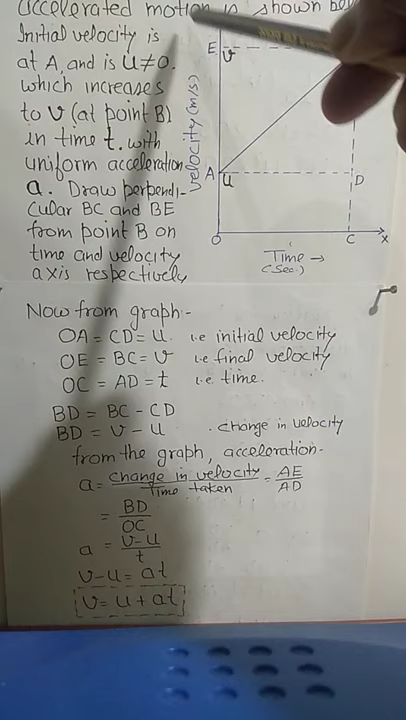 accelerated motion is shown
Initial velocity is
at A, and is u≠0.
which increases
to v (at point B)
in time t. with
uniform acceleration
a. Draw perpendi-
cular BC and BE
from point B on
time and velocity
axis respectively
E
v
velocity (m/s)
A
u
D
O
C
x
Time →
(Sec.)
Now from graph:-
OA = CD = u. i.e initial velocity
OE = BC = v i.e final velocity
OC = AD = t i.e time.
BD = BC - CD
BD = v - u . change in velocity
from the graph, acceleration-
a = change in velocity / Time taken = AE / AD
= BD / OC
a = v-u / t
v-u = at
v = u + at